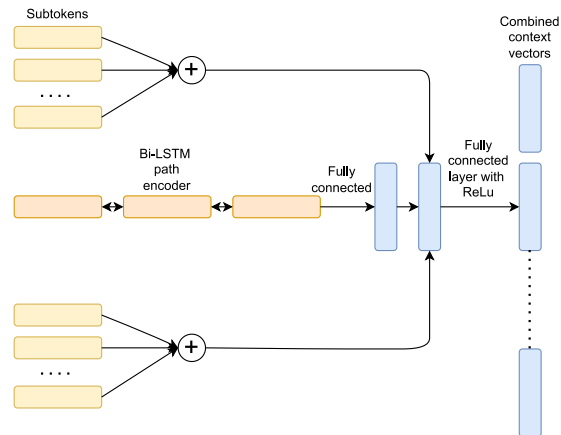 Subtokens
. . . .
Bi-LSTM
path
encoder
Fully
connected
Fully
connected
layer with
ReLu
Combined
context
vectors
+
+
. . . .